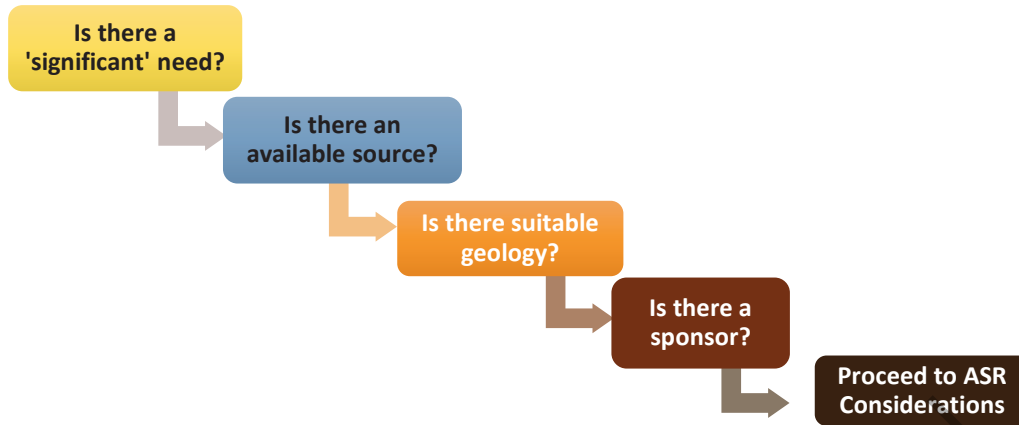 Is there a
'significant' need?
Is there an
available source?
Is there suitable
geology?
Is there a
sponsor?
Proceed to ASR
Considerations